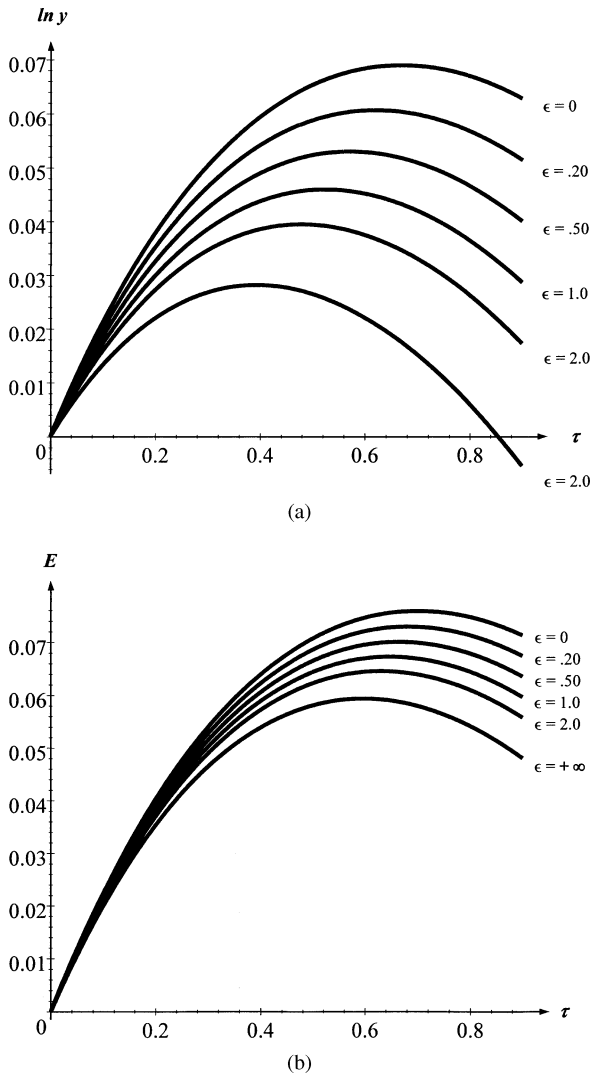 ln y
0.07
0.06
0.05
0.04
0.03
0.02
0.01
0
0.2
0.4
0.6
0.8
τ
ϵ = 0
ϵ = .20
ϵ = .50
ϵ = 1.0
ϵ = 2.0
ϵ = 2.0
(a)
E
0.07
0.06
0.05
0.04
0.03
0.02
0.01
0
0.2
0.4
0.6
0.8
τ
ϵ = 0
ϵ = .20
ϵ = .50
ϵ = 1.0
ϵ = 2.0
ϵ = + ∞
(b)